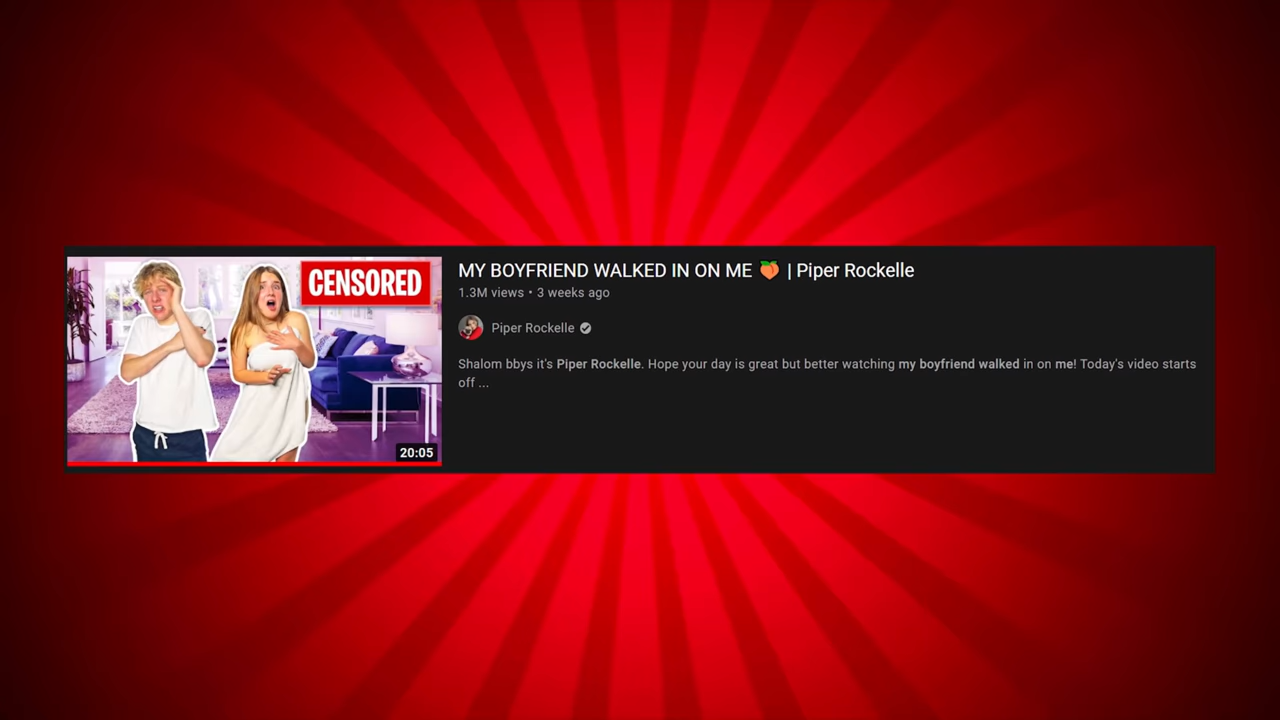 CENSORED
20:05
MY BOYFRIEND WALKED IN ON ME 🍑 | Piper Rockelle
1.3M views • 3 weeks ago
Piper Rockelle
Shalom bbys it's Piper Rockelle. Hope your day is great but better watching my boyfriend walked in on me! Today's video starts
off ...